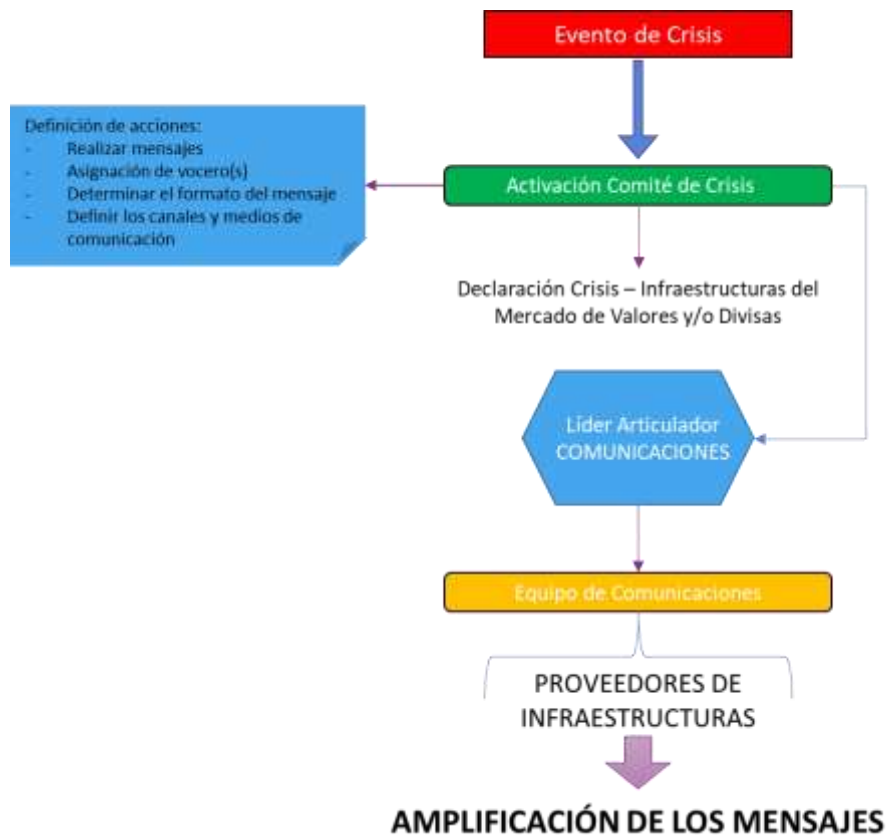 Evento de Crisis
Definición de acciones:
- Realizar mensajes
- Asignación de vocero(s)
- Determinar el formato del mensaje
- Definir los canales y medios de
comunicación
Activación Comité de Crisis
Declaración Crisis – Infraestructuras del
Mercado de Valores y/o Divisas
Líder Articulador
COMUNICACIONES
Equipo de Comunicaciones
PROVEEDORES DE
INFRAESTRUCTURAS
AMPLIFICACIÓN DE LOS MENSAJES